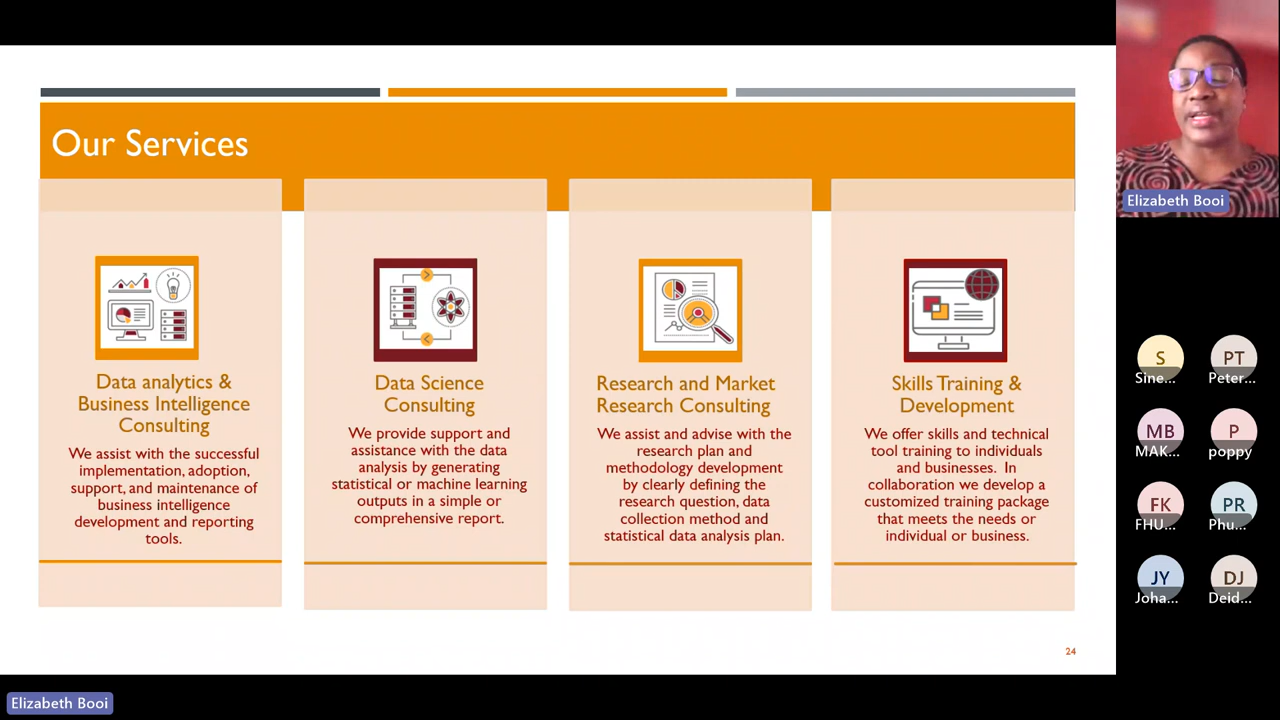 Our Services
Data analytics &
Business Intelligence
Consulting
We assist with the successful
implementation, adoption,
support, and maintenance of
business intelligence
development and reporting
tools.
Data Science
Consulting
We provide support and
assistance with the data
analysis by generating
statistical or machine learning
outputs in a simple or
comprehensive report.
Research and Market
Research Consulting
We assist and advise with the
research plan and
methodology development
by clearly defining the
research question, data
collection method and
statistical data analysis plan.
Skills Training &
Development
We offer skills and technical
tool training to individuals
and businesses. In
collaboration we develop a
customized training package
that meets the needs or
individual or business.
24
Elizabeth Booi
Elizabeth Booi
S
Sine...
PT
Peter...
MB
MAK...
P
poppy
FK
FHU...
PR
Phu...
JY
Joha...
DJ
Deid...